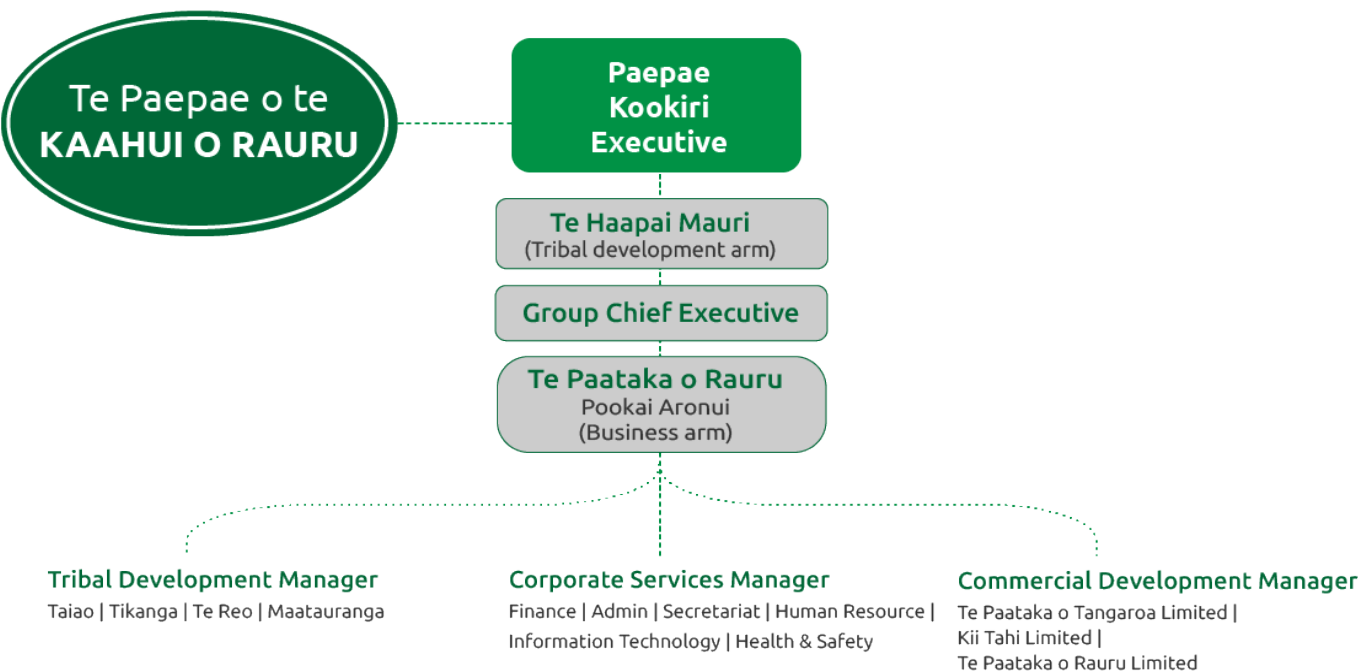 Te Paepae o te
KAAHUI O RAURU
Paepae
Kookiri
Executive
Te Haapai Mauri
(Tribal development arm)
Group Chief Executive
Te Paataka o Rauru
Pookai Aronui
(Business arm)
Tribal Development Manager
Taiao | Tikanga | Te Reo | Maatauranga
Corporate Services Manager
Finance | Admin | Secretariat | Human Resource |
Information Technology | Health & Safety
Commercial Development Manager
Te Paataka o Tangaroa Limited |
Kii Tahi Limited |
Te Paataka o Rauru Limited